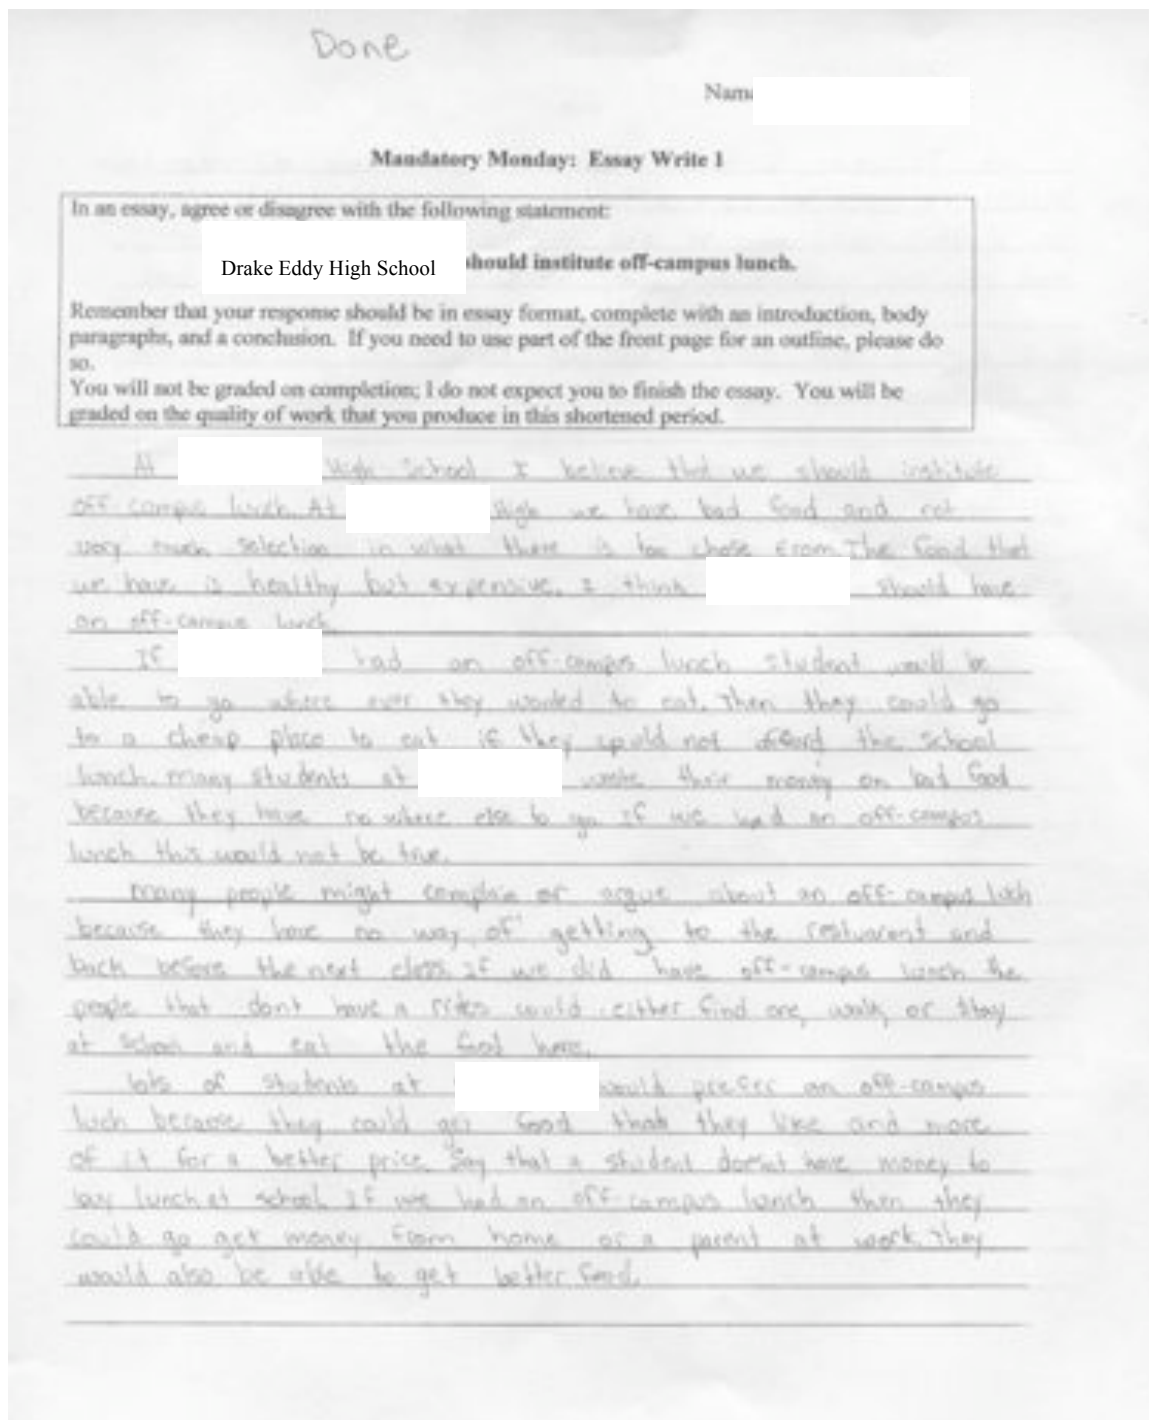 Done
Name
Mandatory Monday: Essay Write 1
In an essay, agree or disagree with the following statement:
Drake Eddy High School should institute off-campus lunch.
Remember that your response should be in essay format, complete with an introduction, body
paragraphs, and a conclusion. If you need to use part of the front page for an outline, please do
so.
You will not be graded on completion; I do not expect you to finish the essay. You will be
graded on the quality of work that you produce in this shortened period.
At High School I believe that we should institute
off-campus lunch. At High we have bad food and not
very much selection in what there is too chose from. The food that
we have is healthy but expensive. I think should have
an off-campus lunch.
If had an off-campus lunch student would be
able to go where ever they wanted to eat. Then they could go
to a cheap place to eat if they could not afford the school
lunch. many students at waste their money on bad food
because they have no where else to go. If we had an off-campus
lunch this would not be true.
many people might complain or argue about an off-campus luch
because they have no way of getting to the restuarent and
back before the next class. If we did have off-campus lunch the
people that dont have a rides could either find one, walk, or stay
at school and eat the food here.
lots of students at would prefer an off-campus
luch because they could get food that they like and more
of it for a better price. Say that a student doesnt have money to
buy lunch at school. If we had an off-campus lunch then they
could go get money from home or a parent at work. They
would also be able to get better food.